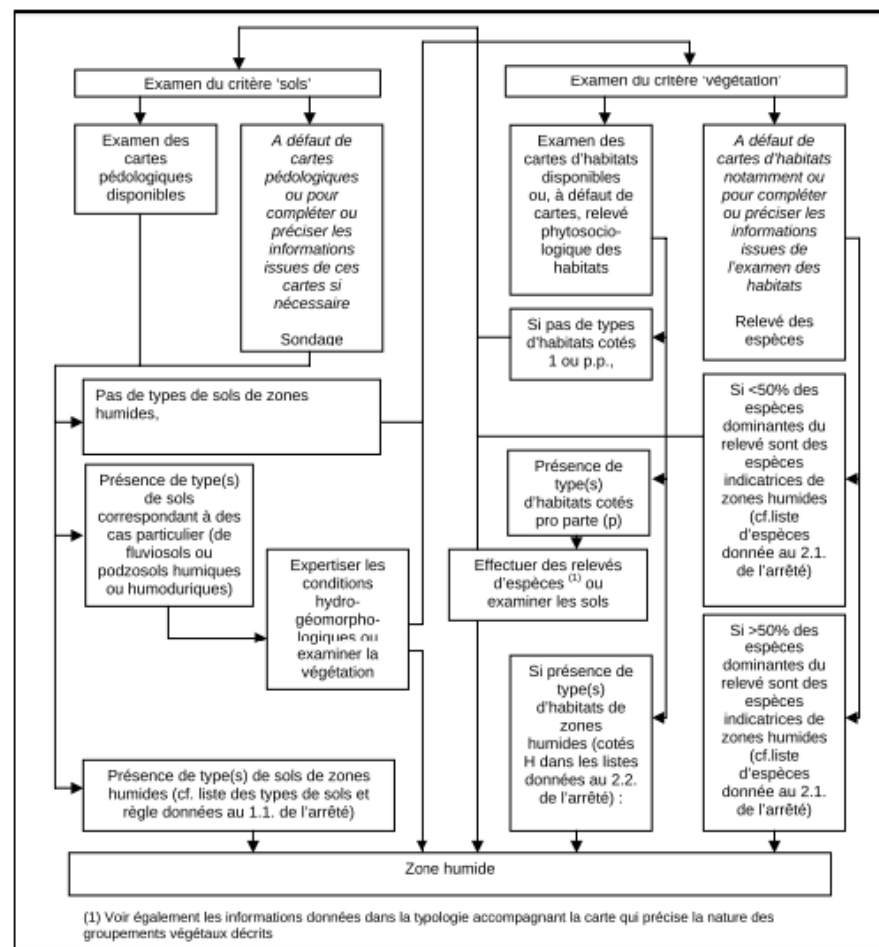 Examen du critère ‘sols’
Examen des
cartes
pédologiques
disponibles
A défaut de
cartes
pédologiques
ou pour
compléter ou
préciser les
informations
issues de ces
cartes si
nécessaire
Sondage
Pas de types de sols de zones
humides,
Présence de type(s)
de sols
correspondant à des
cas particulier (de
fluviosols ou
podzosols humiques
ou humoduriques)
Expertiser les
conditions
hydro-
géomorpho-
logiques ou
examiner la
végétation
Présence de type(s) de sols de zones
humides (cf. liste des types de sols et
règle données au 1.1. de l’arrêté)
Examen du critère ‘végétation’
Examen des
cartes d’habitats
disponibles
ou, à défaut de
cartes, relevé
phytosocio-
logique des
habitats
A défaut de
cartes d’habitats
notamment ou
pour compléter
ou préciser les
informations
issues de
l’examen des
habitats
Relevé des
espèces
Si pas de types
d’habitats cotés
1 ou p.p.,
Présence de
type(s)
d’habitats cotés
pro parte (p)
Effectuer des relevés
d’espèces (1) ou
examiner les sols
Si présence de
type(s)
d’habitats de
zones
humides (cotés
H dans les listes
données au 2.2.
de l’arrêté) :
Si <50% des
espèces
dominantes du
relevé sont des
espèces
indicatrices de
zones humides
(cf.liste
d’espèces
donnée au 2.1.
de l’arrêté)
Si >50% des
espèces
dominantes du
relevé sont des
espèces
indicatrices de
zones humides
(cf.liste
d’espèces
donnée au 2.1.
de l’arrêté)
Zone humide
(1) Voir également les informations données dans la typologie accompagnant la carte qui précise la nature des
groupements végétaux décrits